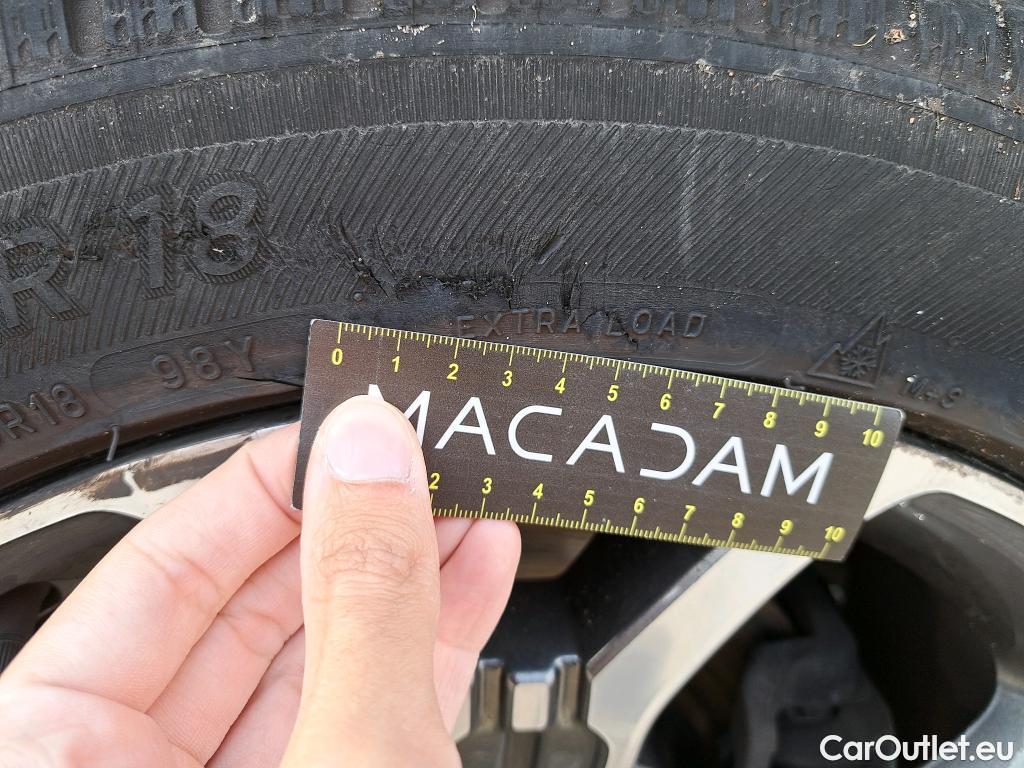 R 18
R18 98Y
EXTRA LOAD
M+S
0 1 2 3 4 5 6 7 8 9 10
MACADAM
2 3 4 5 6 7 8 9 10
CarOutlet.eu